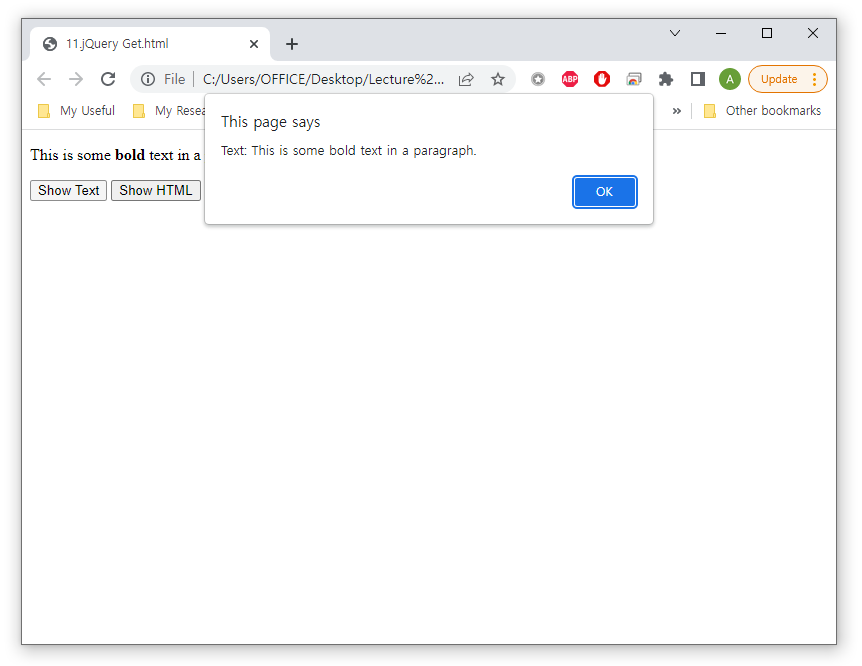 11.jQuery Get.html
File C:/Users/OFFICE/Desktop/Lecture%2...
ABP
A
Update
My Useful
My Resea
»
Other bookmarks
This page says
Text: This is some bold text in a paragraph.
OK
This is some bold text in a
Show Text
Show HTML